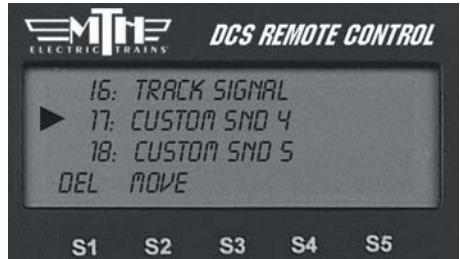 MTH
ELECTRIC TRAINS
DCS REMOTE CONTROL
16: TRACK SIGNAL
17: CUSTOM SND 4
18: CUSTOM SND 5
DEL MOVE
S1 S2 S3 S4 S5